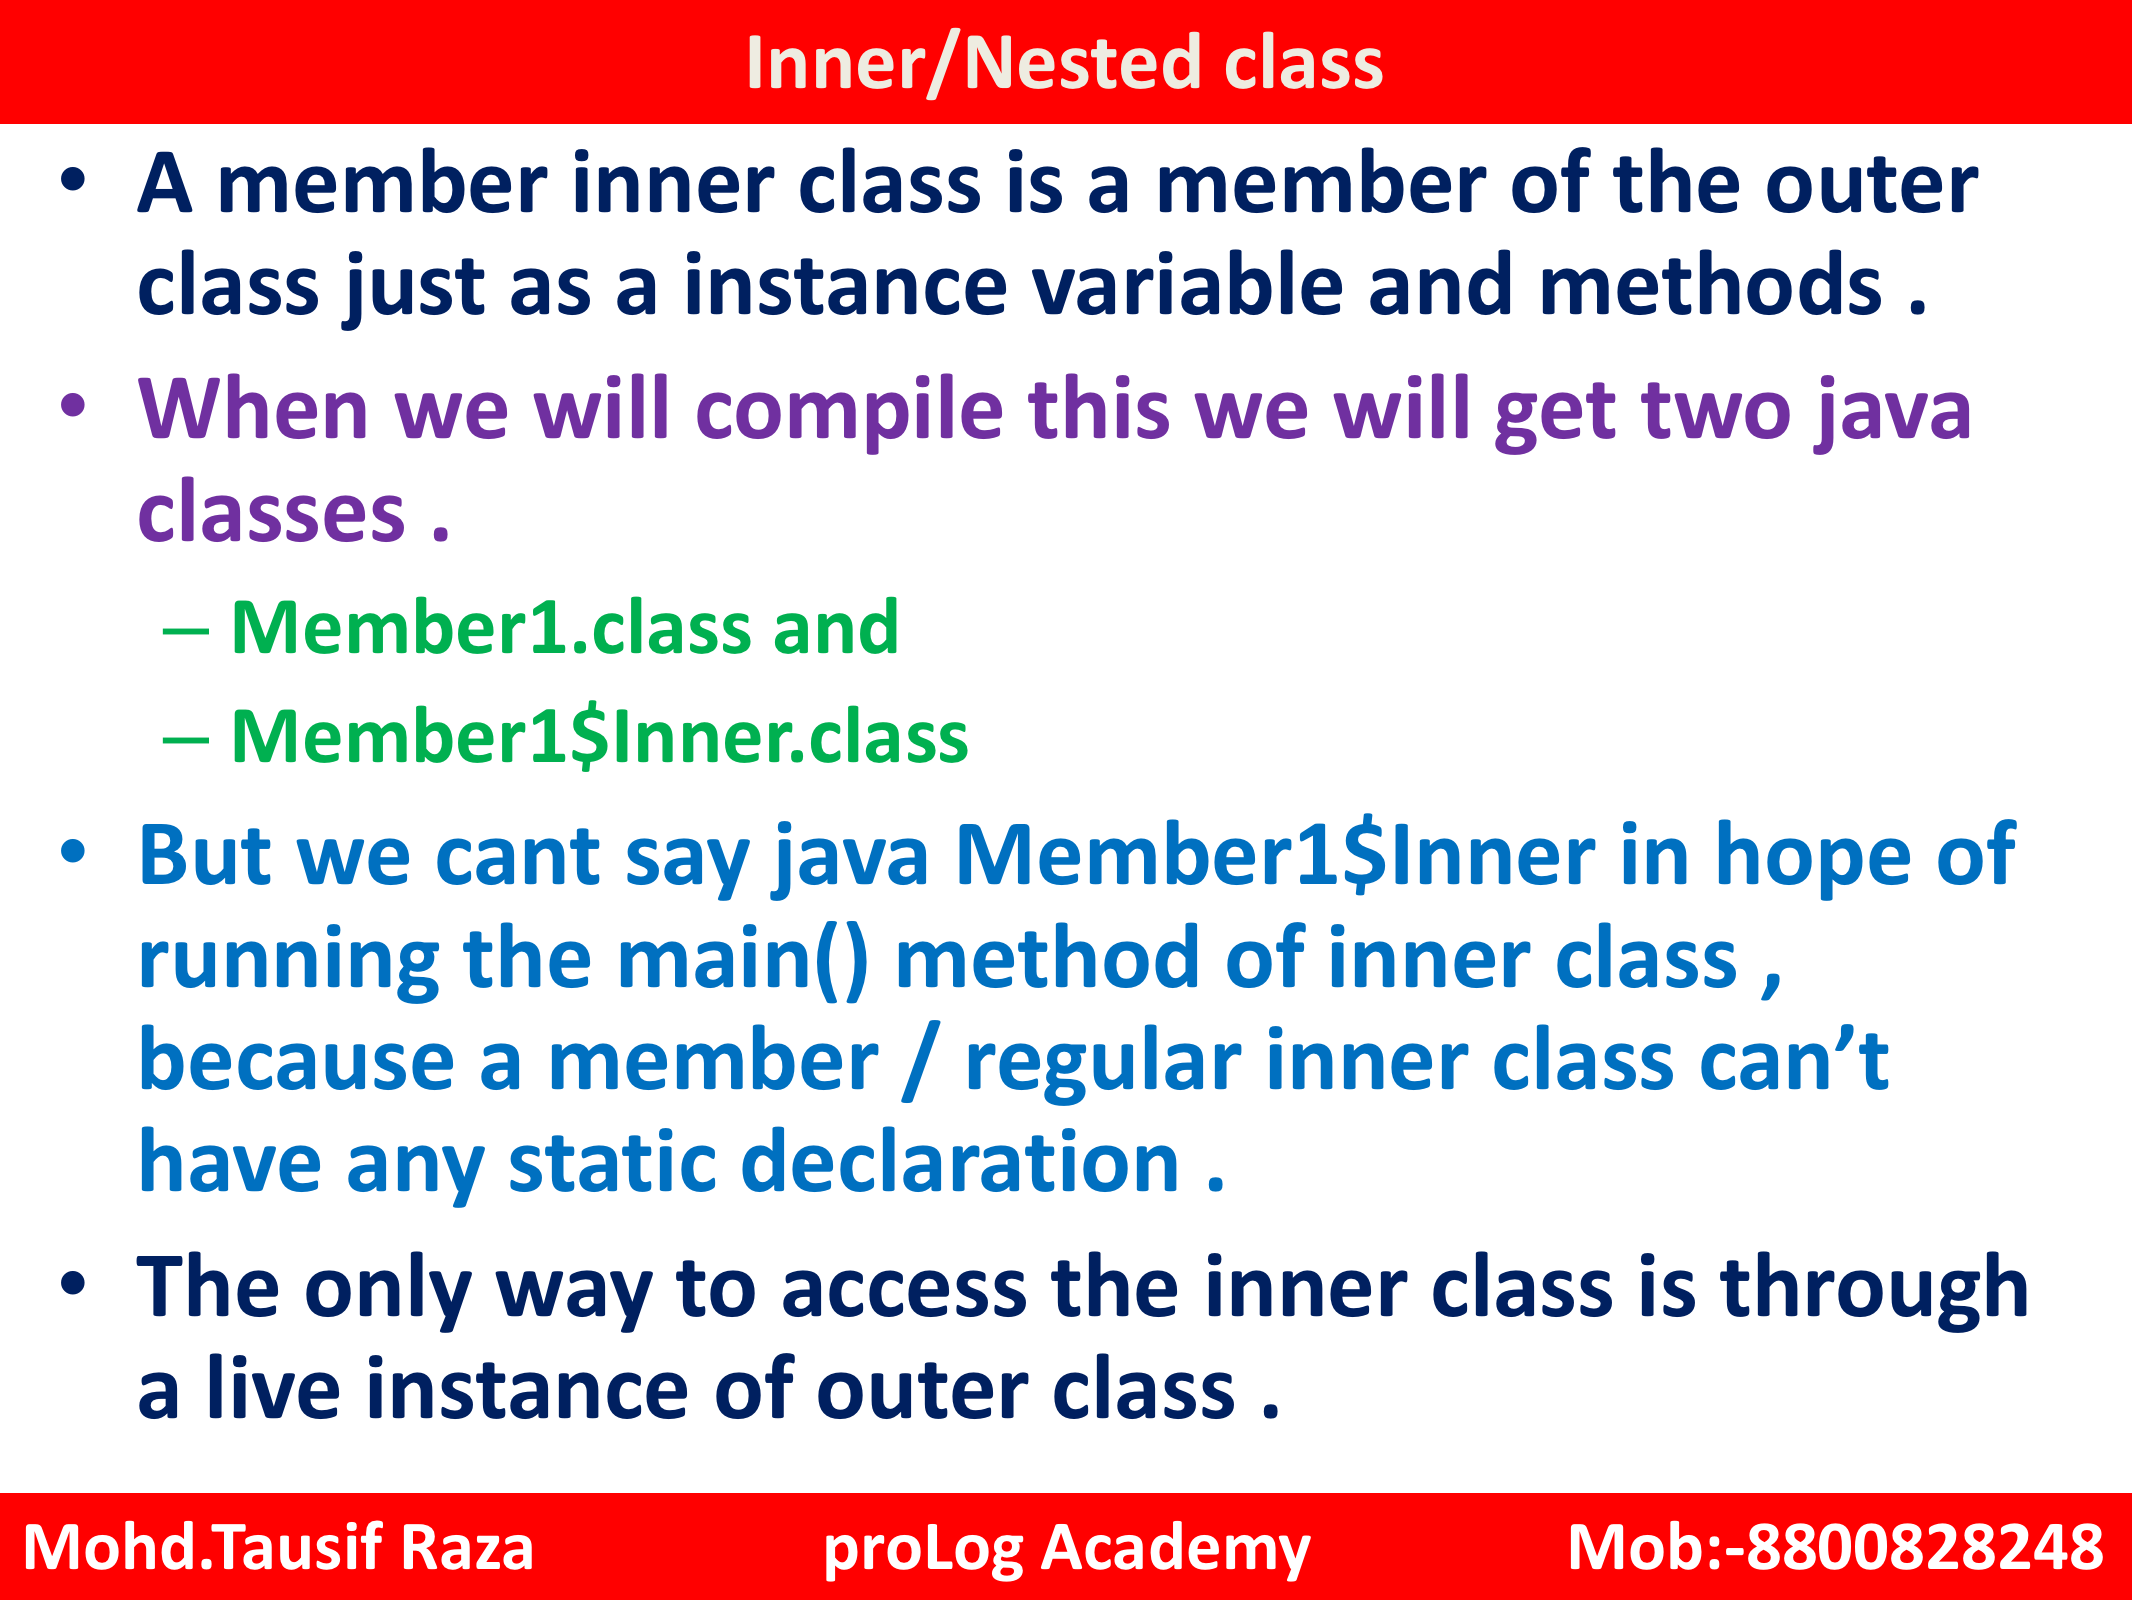 Inner/Nested class
• A member inner class is a member of the outer
class just as a instance variable and methods .
• When we will compile this we will get two java
classes .
– Member1.class and
– Member1$Inner.class
• But we cant say java Member1$Inner in hope of
running the main() method of inner class ,
because a member / regular inner class can’t
have any static declaration .
• The only way to access the inner class is through
a live instance of outer class .
Mohd.Tausif Raza proLog Academy Mob:-8800828248